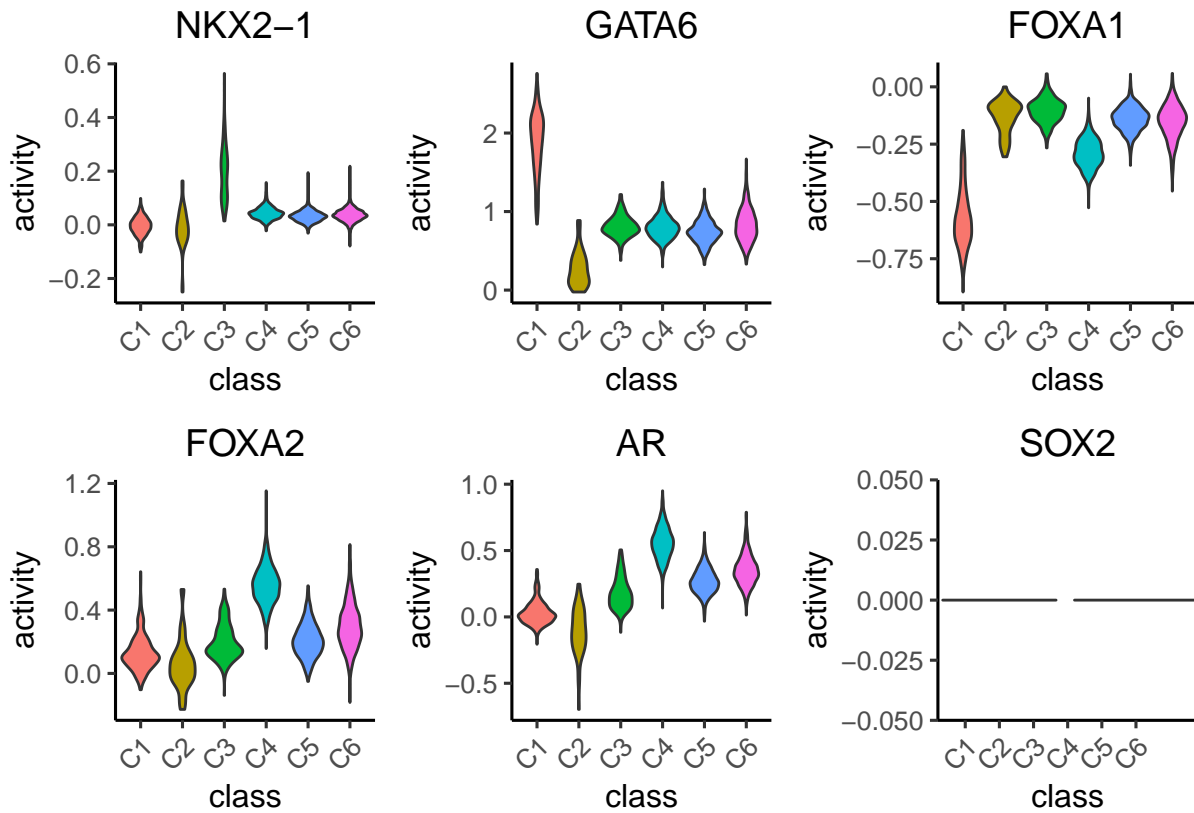 NKX2−1
GATA6
FOXA1
activity
0.6
0.4
0.2
0.0
−0.2
C1 C2 C3 C4 C5 C6
class
activity
2
1
0
C1 C2 C3 C4 C5 C6
class
activity
0.00
−0.25
−0.50
−0.75
C1 C2 C3 C4 C5 C6
class
FOXA2
AR
SOX2
activity
1.2
0.8
0.4
0.0
C1 C2 C3 C4 C5 C6
class
activity
1.0
0.5
0.0
−0.5
C1 C2 C3 C4 C5 C6
class
activity
0.050
0.025
0.000
−0.025
−0.050
C1 C2 C3 C4 C5 C6
class